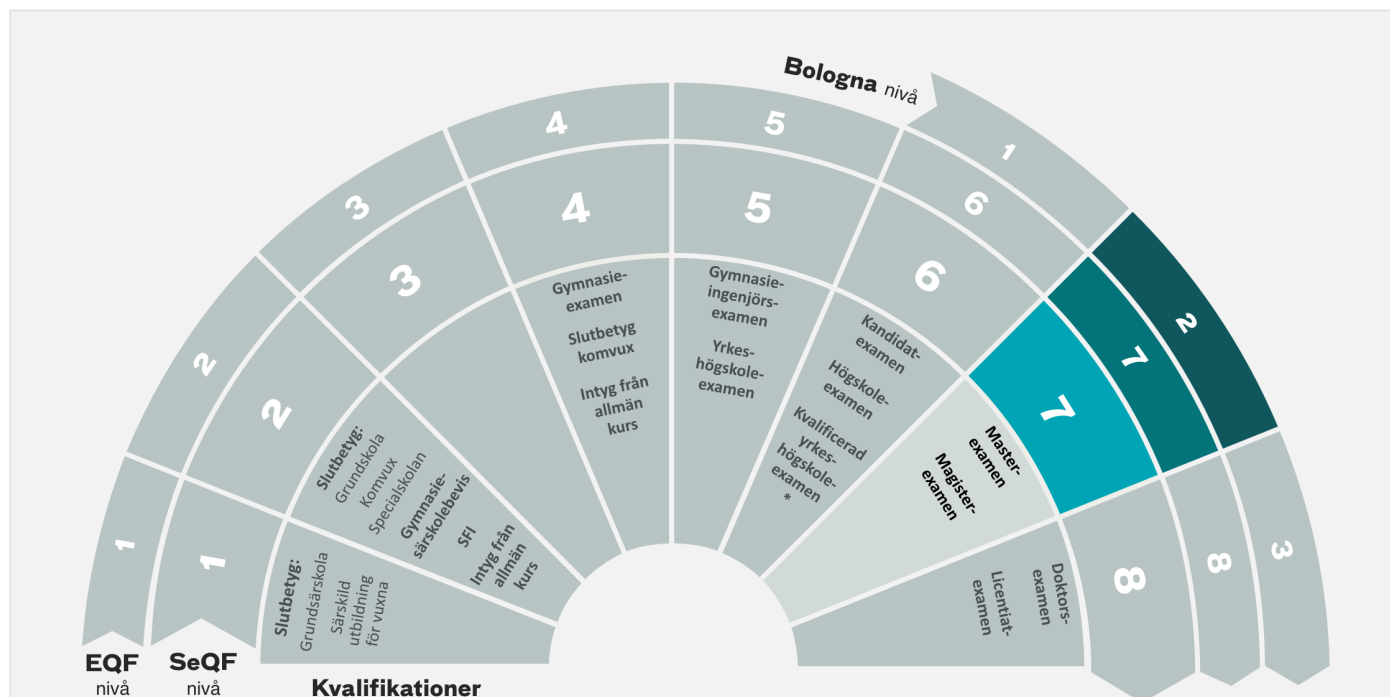 Bologna nivå
1
2
3
1
2
3
4
5
6
7
8
1
2
3
4
5
6
7
8
Slutbetyg:
Grundsärskola
Särskild
utbildning
för vuxna
Slutbetyg:
Grundskola
Komvux
Specialskolan
Gymnasie-
särskolebevis
SFI
Intyg från
allmän
kurs
Gymnasie-
examen
Slutbetyg
komvux
Intyg från
allmän
kurs
Gymnasie-
ingenjörs-
examen
Yrkes-
högskole-
examen
Kandidat-
examen
Högskole-
examen
Kvalificerad
yrkes-
högskole-
examen
*
Master-
examen
Magister-
examen
Doktors-
examen
Licentiat-
examen
EQF
nivå
SeQF
nivå
Kvalifikationer